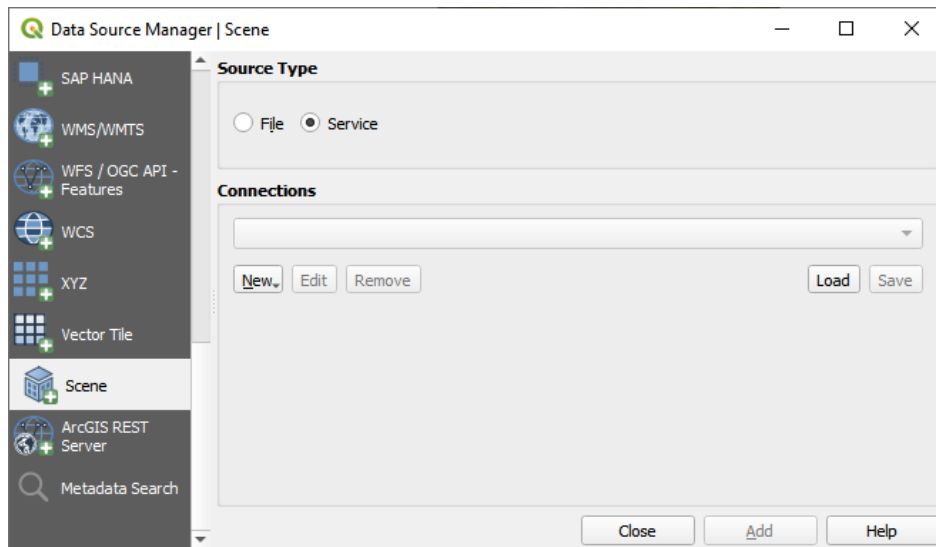 Data Source Manager | Scene
SAP HANA
WMS/WMTS
WFS / OGC API -
Features
WCS
XYZ
Vector Tile
Scene
ArcGIS REST
Server
Metadata Search
Source Type
File Service
Connections
New Edit Remove Load Save
Close Add Help